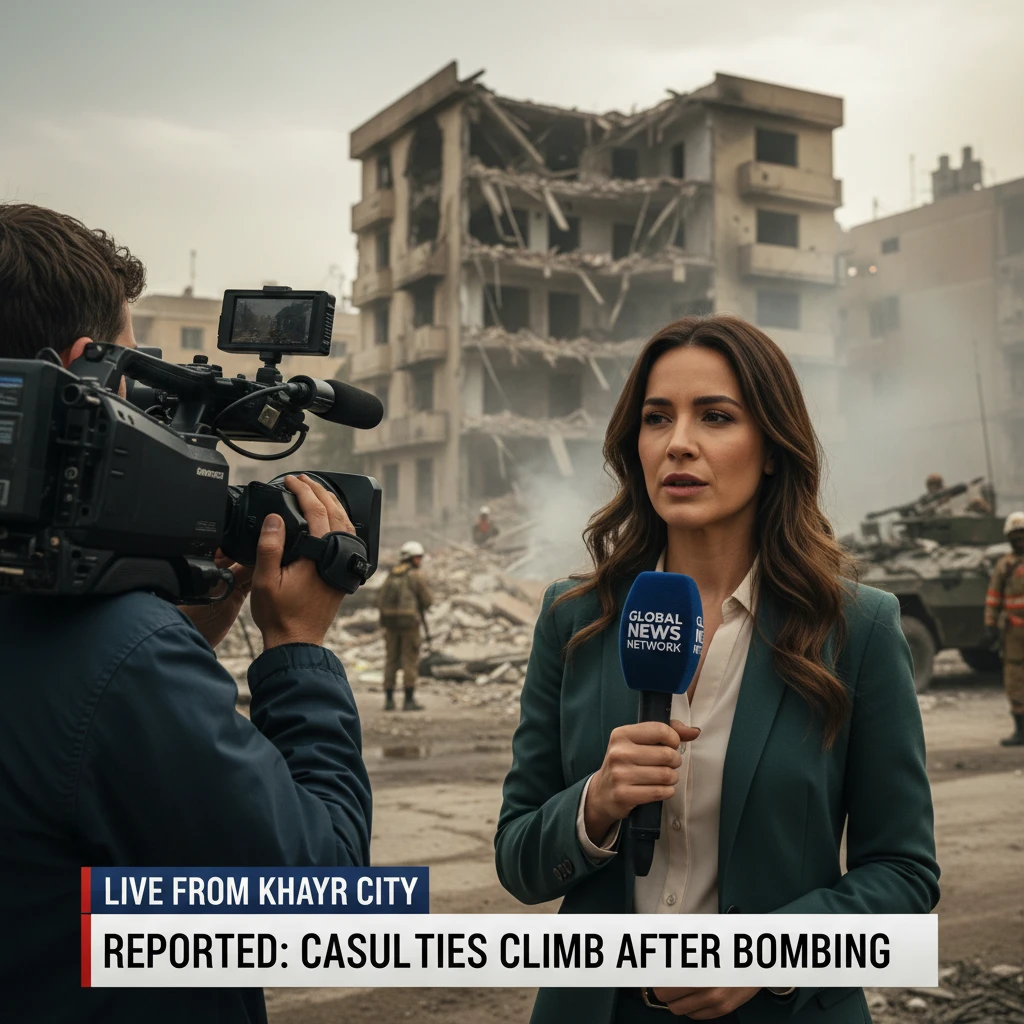 GLOBAL
NEWS
NETWORK
LIVE FROM KHAYR CITY
REPORTED: CASULTIES CLIMB AFTER BOMBING